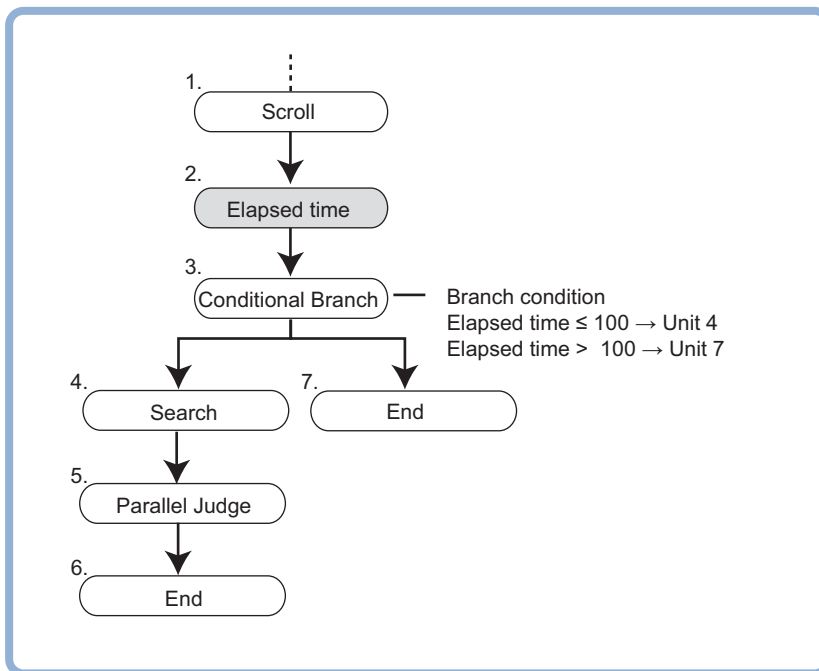 1.
Scroll
2.
Elapsed time
3.
Conditional Branch
Branch condition
Elapsed time ≤ 100 → Unit 4
Elapsed time > 100 → Unit 7
4.
Search
7.
End
5.
Parallel Judge
6.
End